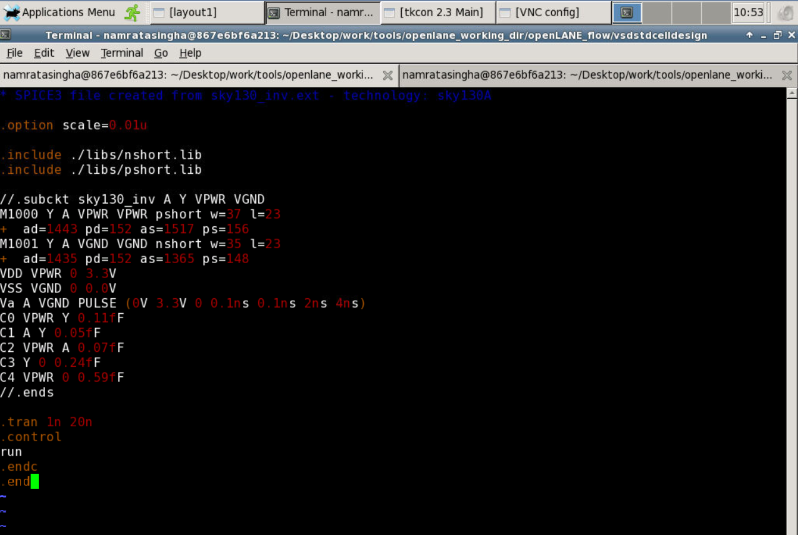 Applications Menu [layout1] Terminal - namr... [tkcon 2.3 Main] [VNC config] 10:53
Terminal - namratasingha@867e6bf6a213: ~/Desktop/work/tools/openlane_working_dir/openLANE_flow/vsdstdcelldesign
File Edit View Terminal Go Help
namratasingha@867e6bf6a213: ~/Desktop/work/tools/openlane_worki... namratasingha@867e6bf6a213: ~/Desktop/work/tools/openlane_worki...
* SPICE3 file created from sky130_inv.ext - technology: sky130A
.option scale=0.01u
.include ./libs/nshort.lib
.include ./libs/pshort.lib
//.subckt sky130_inv A Y VPWR VGND
M1000 Y A VPWR VPWR pshort w=37 l=23
+  ad=1443 pd=152 as=1517 ps=156
M1001 Y A VGND VGND nshort w=35 l=23
+  ad=1435 pd=152 as=1365 ps=148
VDD VPWR 0 3.3V
VSS VGND 0 0.0V
Va A VGND PULSE (0V 3.3V 0 0.1ns 0.1ns 2ns 4ns)
C0 VPWR Y 0.11fF
C1 A Y 0.05fF
C2 VPWR A 0.07fF
C3 Y 0 0.24fF
C4 VPWR 0 0.59fF
//.ends
.tran 1n 20n
.control
run
.endc
.end
~
~
~